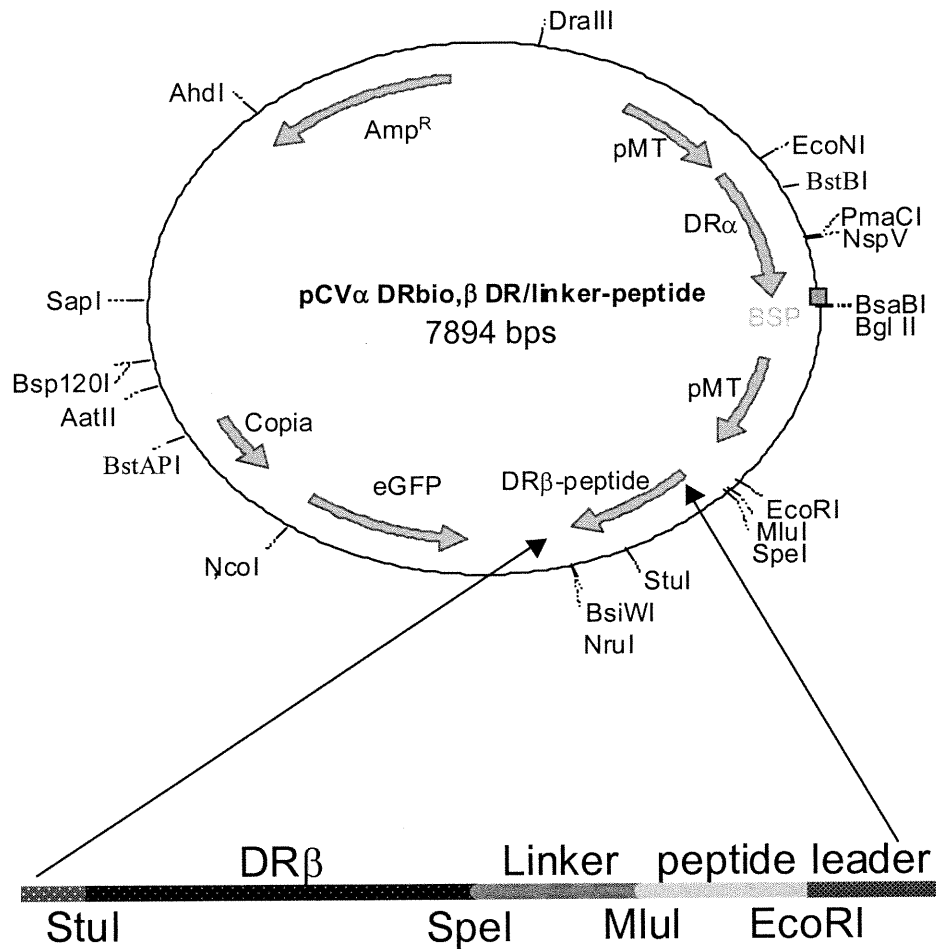 DraIII
AhdI
Amp^R
pMT
EcoNI
BstBI
DRα
PmaCI
NspV
SapI
pCVα DRbio,β DR/linker-peptide
7894 bps
BSP
BsaBI
Bgl II
Bsp120I
AatII
pMT
Copia
BstAPI
eGFP
DRβ-peptide
EcoRI
MluI
SpeI
NcoI
StuI
BsiWI
NruI
DRβ Linker peptide leader
StuI SpeI MluI EcoRI